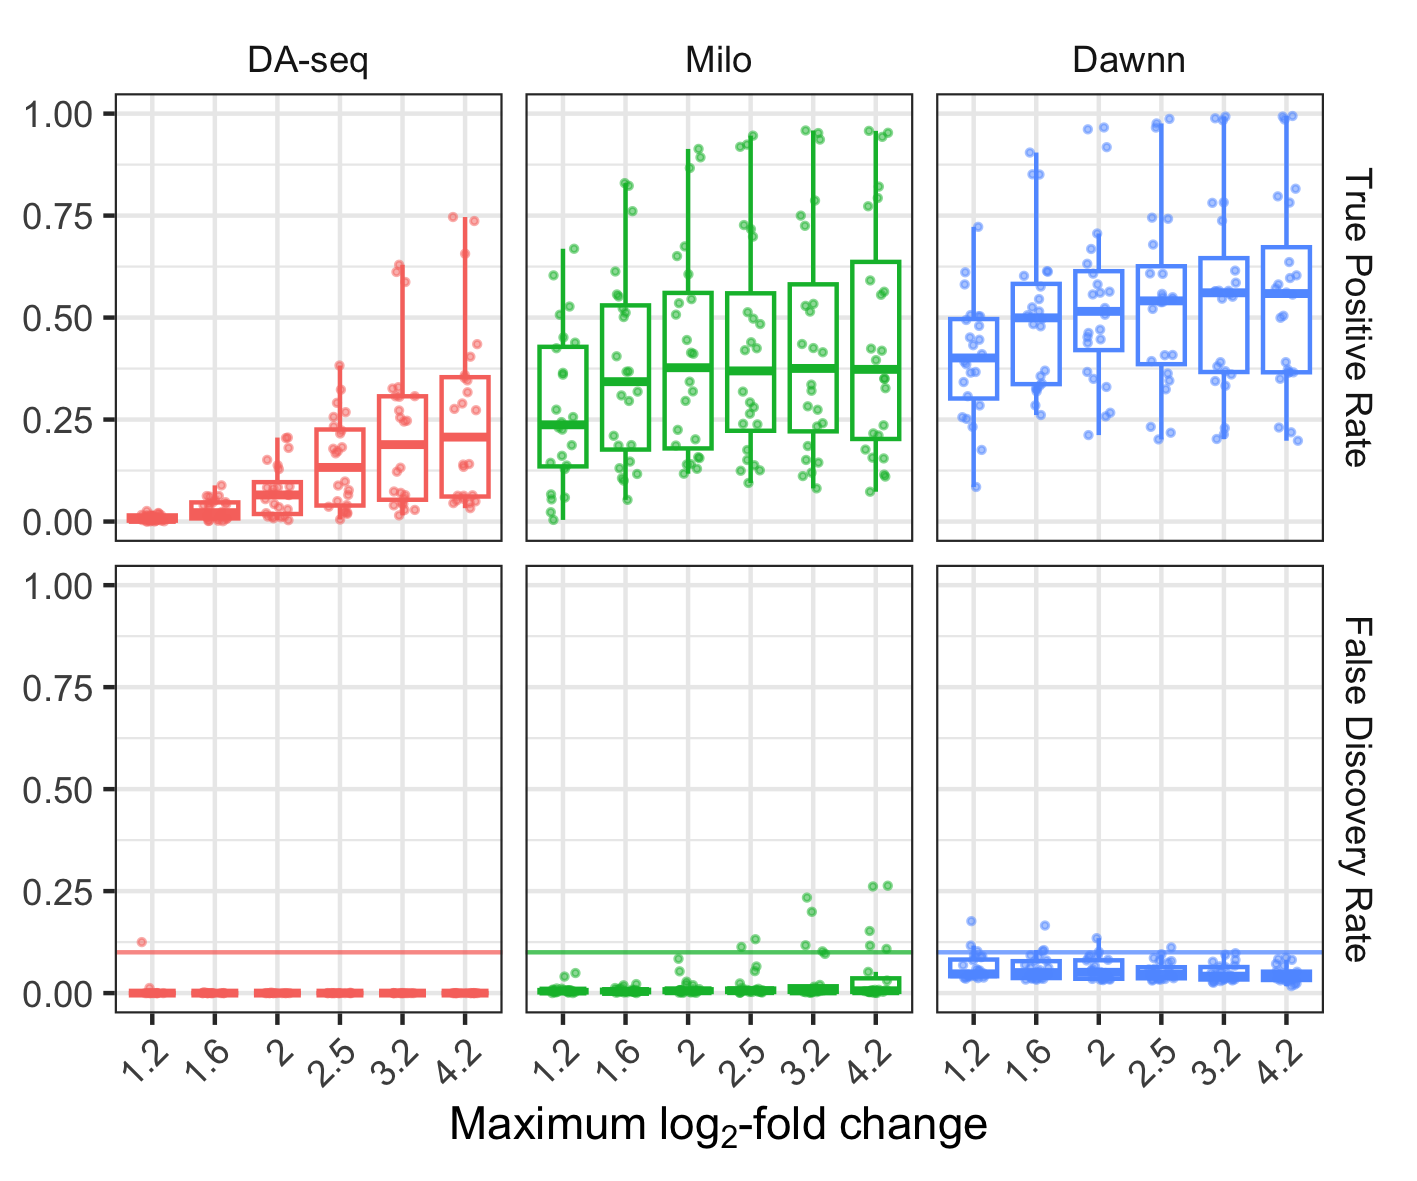 DA-seq Milo Dawnn
1.00
0.75
0.50
0.25
0.00
True Positive Rate
1.00
0.75
0.50
0.25
0.00
False Discovery Rate
1.2 1.6 2 2.5 3.2 4.2 1.2 1.6 2 2.5 3.2 4.2 1.2 1.6 2 2.5 3.2 4.2
Maximum log₂-fold change